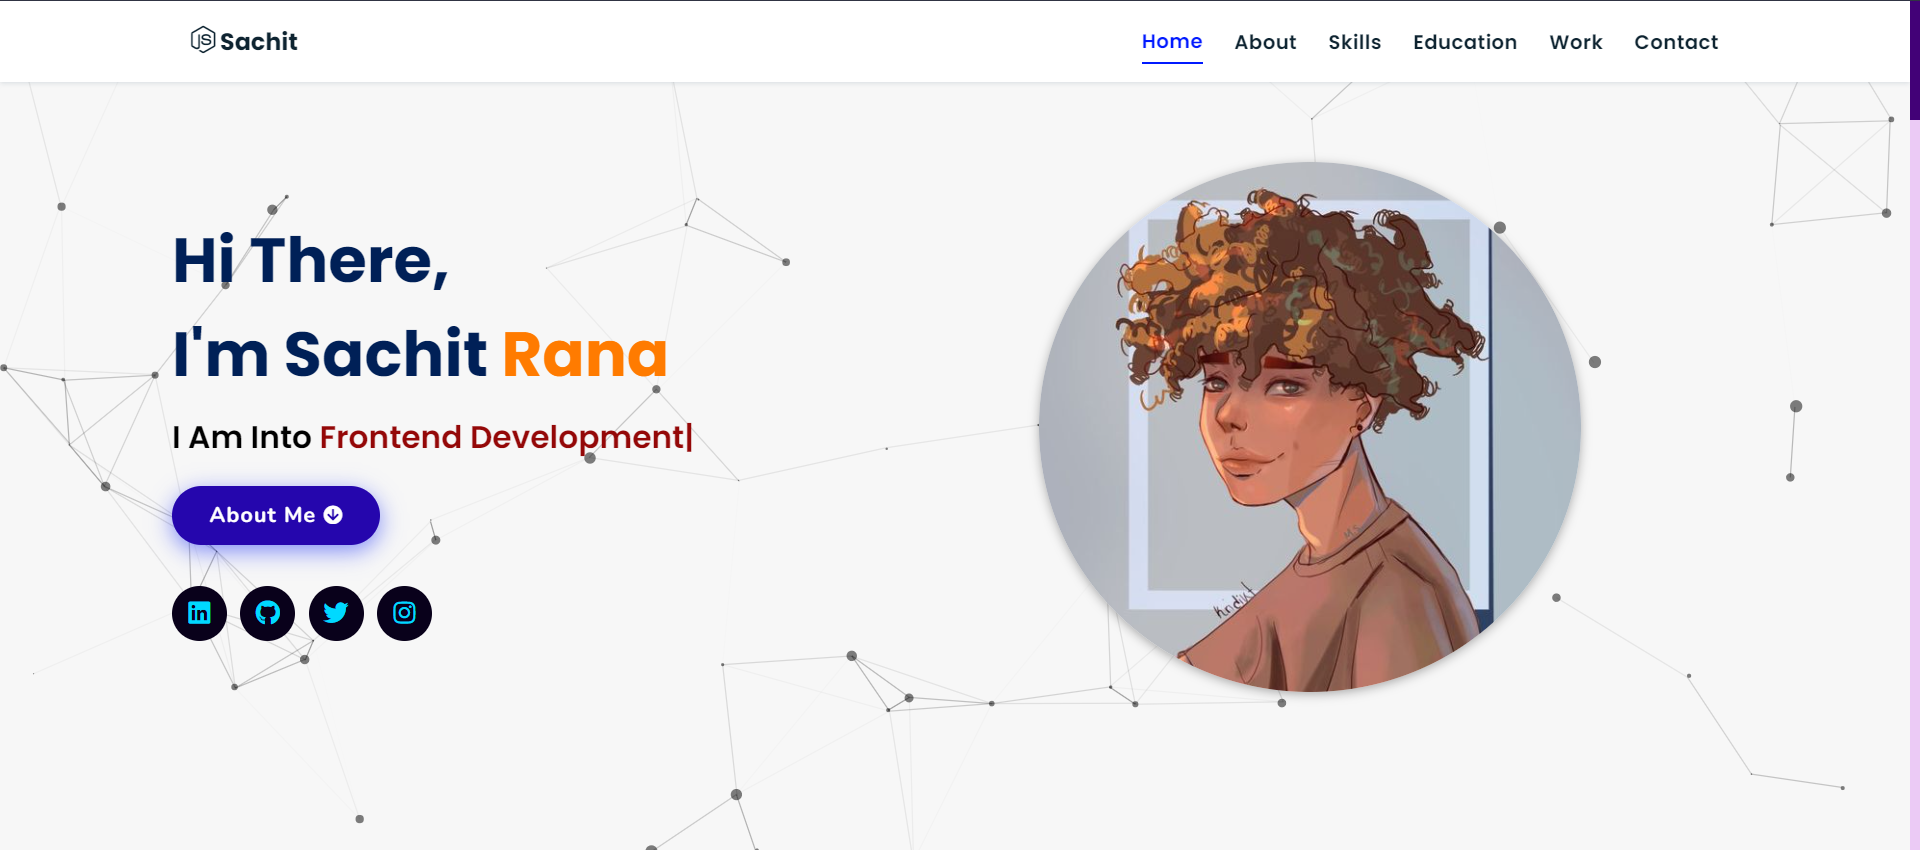 Sachit
Home About Skills Education Work Contact
Hi There,
I'm Sachit Rana
I Am Into Frontend Development|
About Me